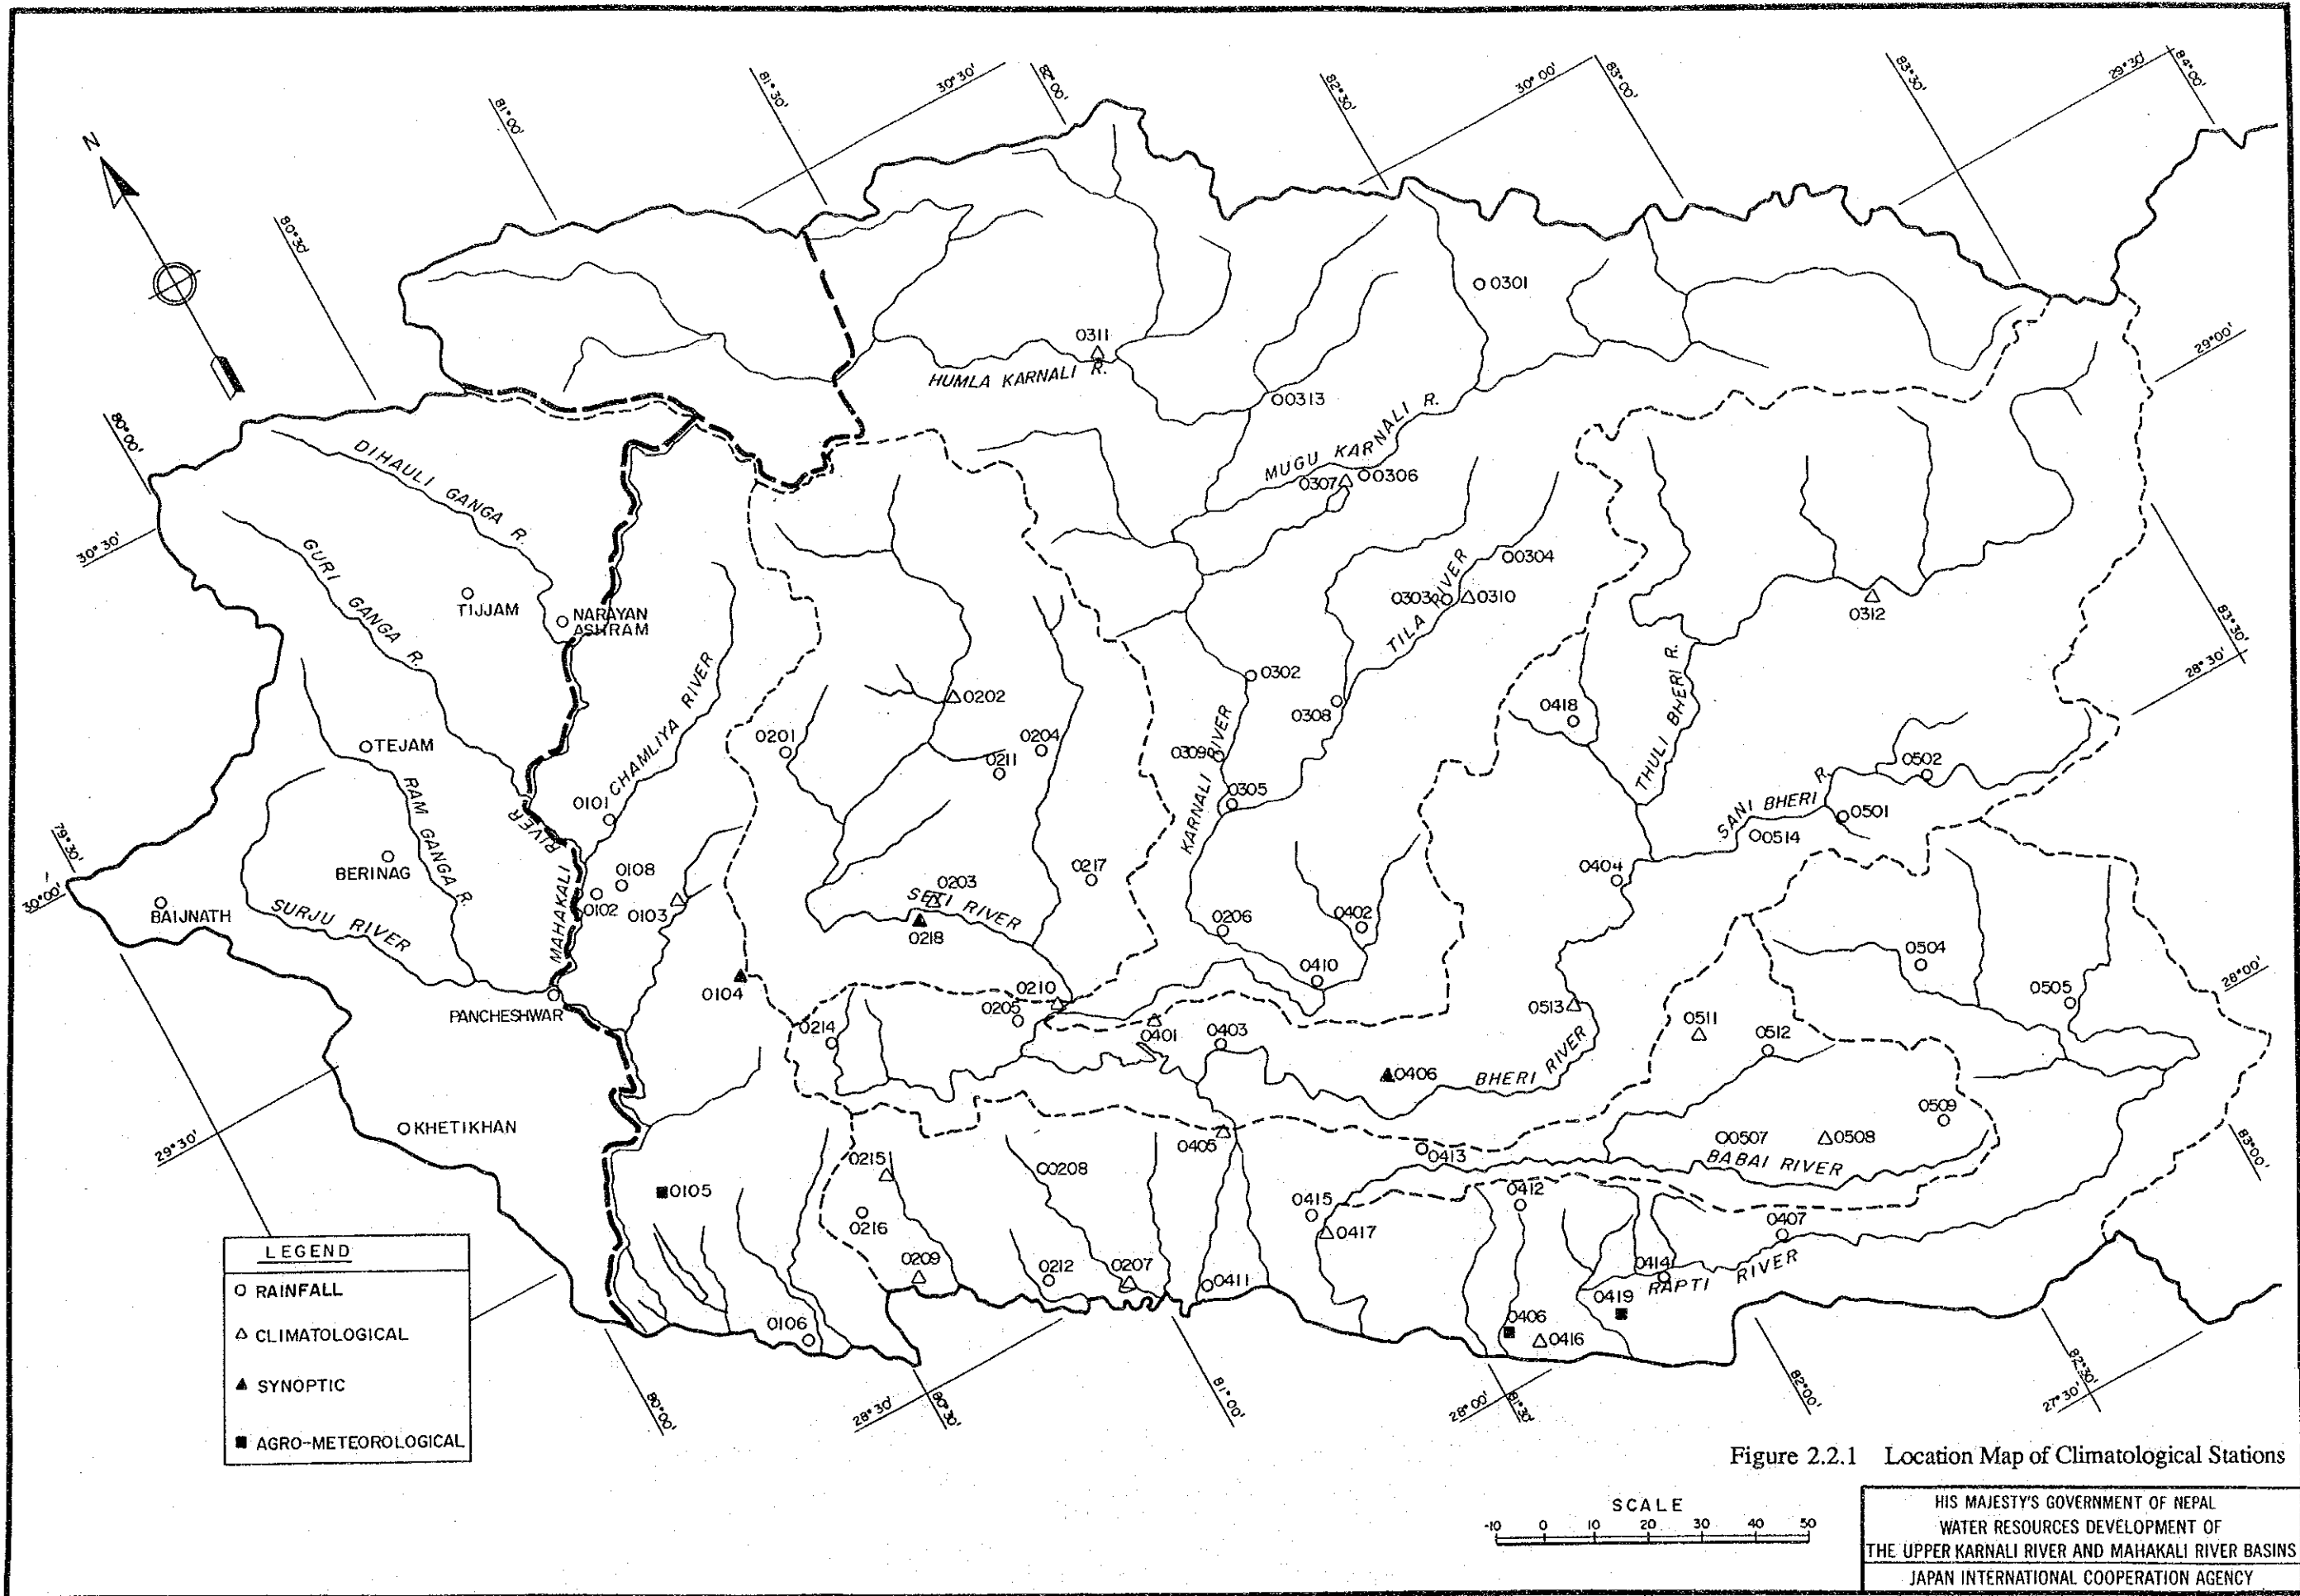 N
80°30'
81°00'
81°30'
30°30'
82°00'
82°30'
30°00'
83°00'
83°30'
29°30'
84°00'
80°00'
30°30'
79°30'
30°00'
29°30'
29°00'
83°30'
28°30'
28°00'
83°00'
80°00'
28°30'
80°30'
81°00'
28°00'
81°30'
82°00'
82°30'
27°30'
0301
0311
HUMLA KARNALI R.
0313
MUGU KARNALI R.
0307
0306
DIHAULI GANGA R.
GURI GANGA R.
TIJJAM
NARAYAN
ASHRAM
0304
0303
0310
TILA RIVER
0312
0302
0308
0202
CHAMLIYA RIVER
0201
0204
0211
0309
KARNALI RIVER
0305
0418
THULI BHERI R.
0502
SANI BHERI R.
0501
0514
TEJAM
RAM GANGA R.
0101
BERINAG
BAIJNATH
SURJU RIVER
MAHAKALI RIVER
0108
0102
0103
0203
SETI RIVER
0218
0217
0206
0402
0404
0410
0504
0505
0104
PANCHESHWAR
0214
0205
0210
0401
0403
0513
0511
0512
0406
BHERI RIVER
0509
0507
0508
BABAI RIVER
KHETIKHAN
0105
0215
0216
0208
0405
0413
0415
0417
0412
0407
0209
0212
0207
0411
0414
RAPTI RIVER
0419
0406
0416
0106
LEGEND
RAINFALL
CLIMATOLOGICAL
SYNOPTIC
AGRO-METEOROLOGICAL
Figure 2.2.1 Location Map of Climatological Stations
SCALE
-10 0 10 20 30 40 50
HIS MAJESTY'S GOVERNMENT OF NEPAL
WATER RESOURCES DEVELOPMENT OF
THE UPPER KARNALI RIVER AND MAHAKALI RIVER BASINS
JAPAN INTERNATIONAL COOPERATION AGENCY